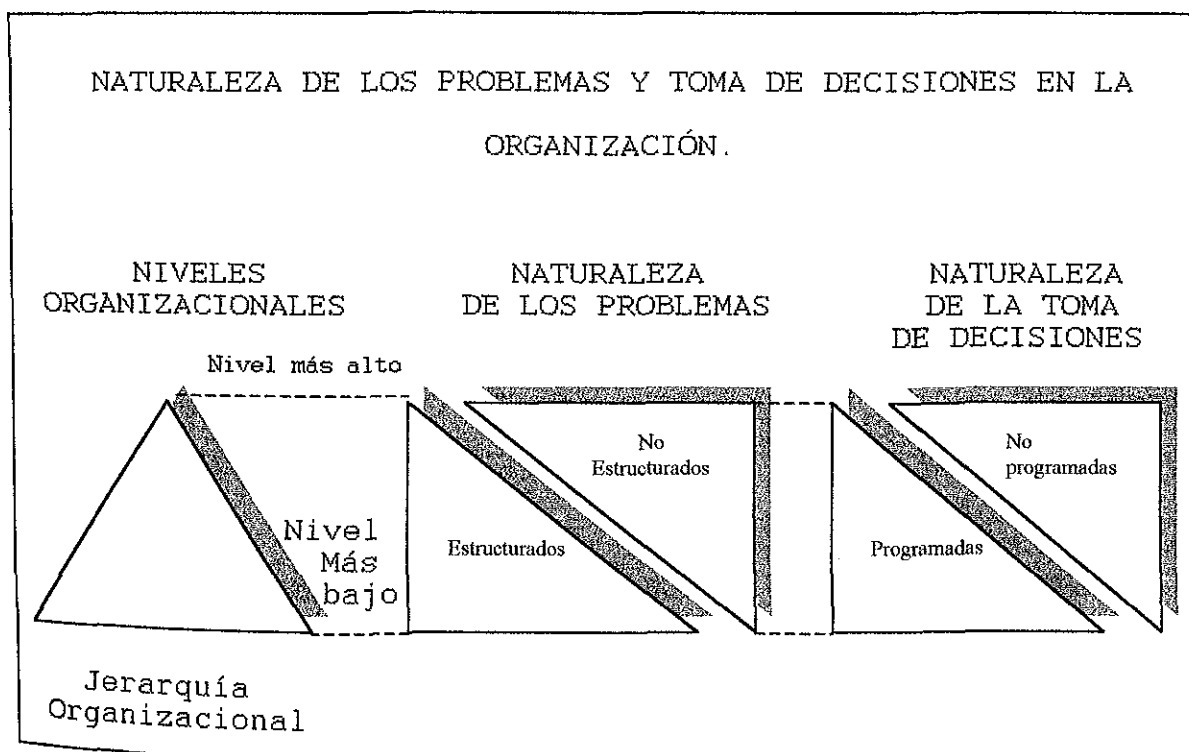 NATURALEZA DE LOS PROBLEMAS Y TOMA DE DECISIONES EN LA
ORGANIZACIÓN.
NIVELES
ORGANIZACIONALES
NATURALEZA
DE LOS PROBLEMAS
NATURALEZA
DE LA TOMA
DE DECISIONES
Nivel más alto
Nivel
Más
bajo
No
Estructurados
Estructurados
No
programadas
Programadas
Jerarquía
Organizacional